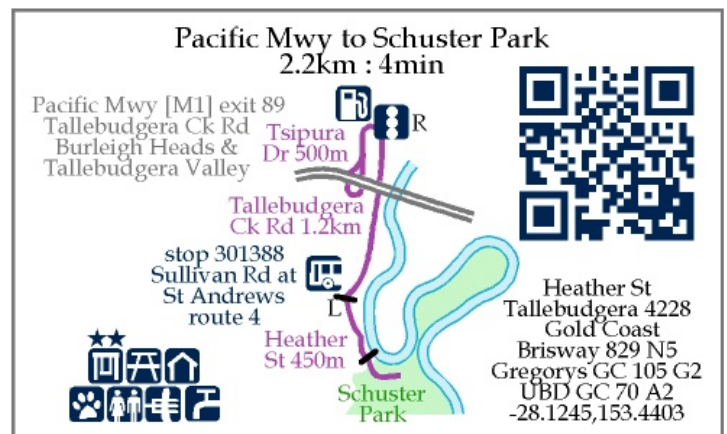 Pacific Mwy to Schuster Park
2.2km : 4min
Pacific Mwy [M1] exit 89
Tallebudgera Ck Rd
Burleigh Heads &
Tallebudgera Valley
Tsipura
Dr 500m
R
Tallebudgera
Ck Rd 1.2km
stop 301388
Sullivan Rd at
St Andrews
route 4
L
Heather
St 450m
Schuster
Park
Heather St
Tallebudgera 4228
Gold Coast
Brisway 829 N5
Gregorys GC 105 G2
UBD GC 70 A2
-28.1245,153.4403